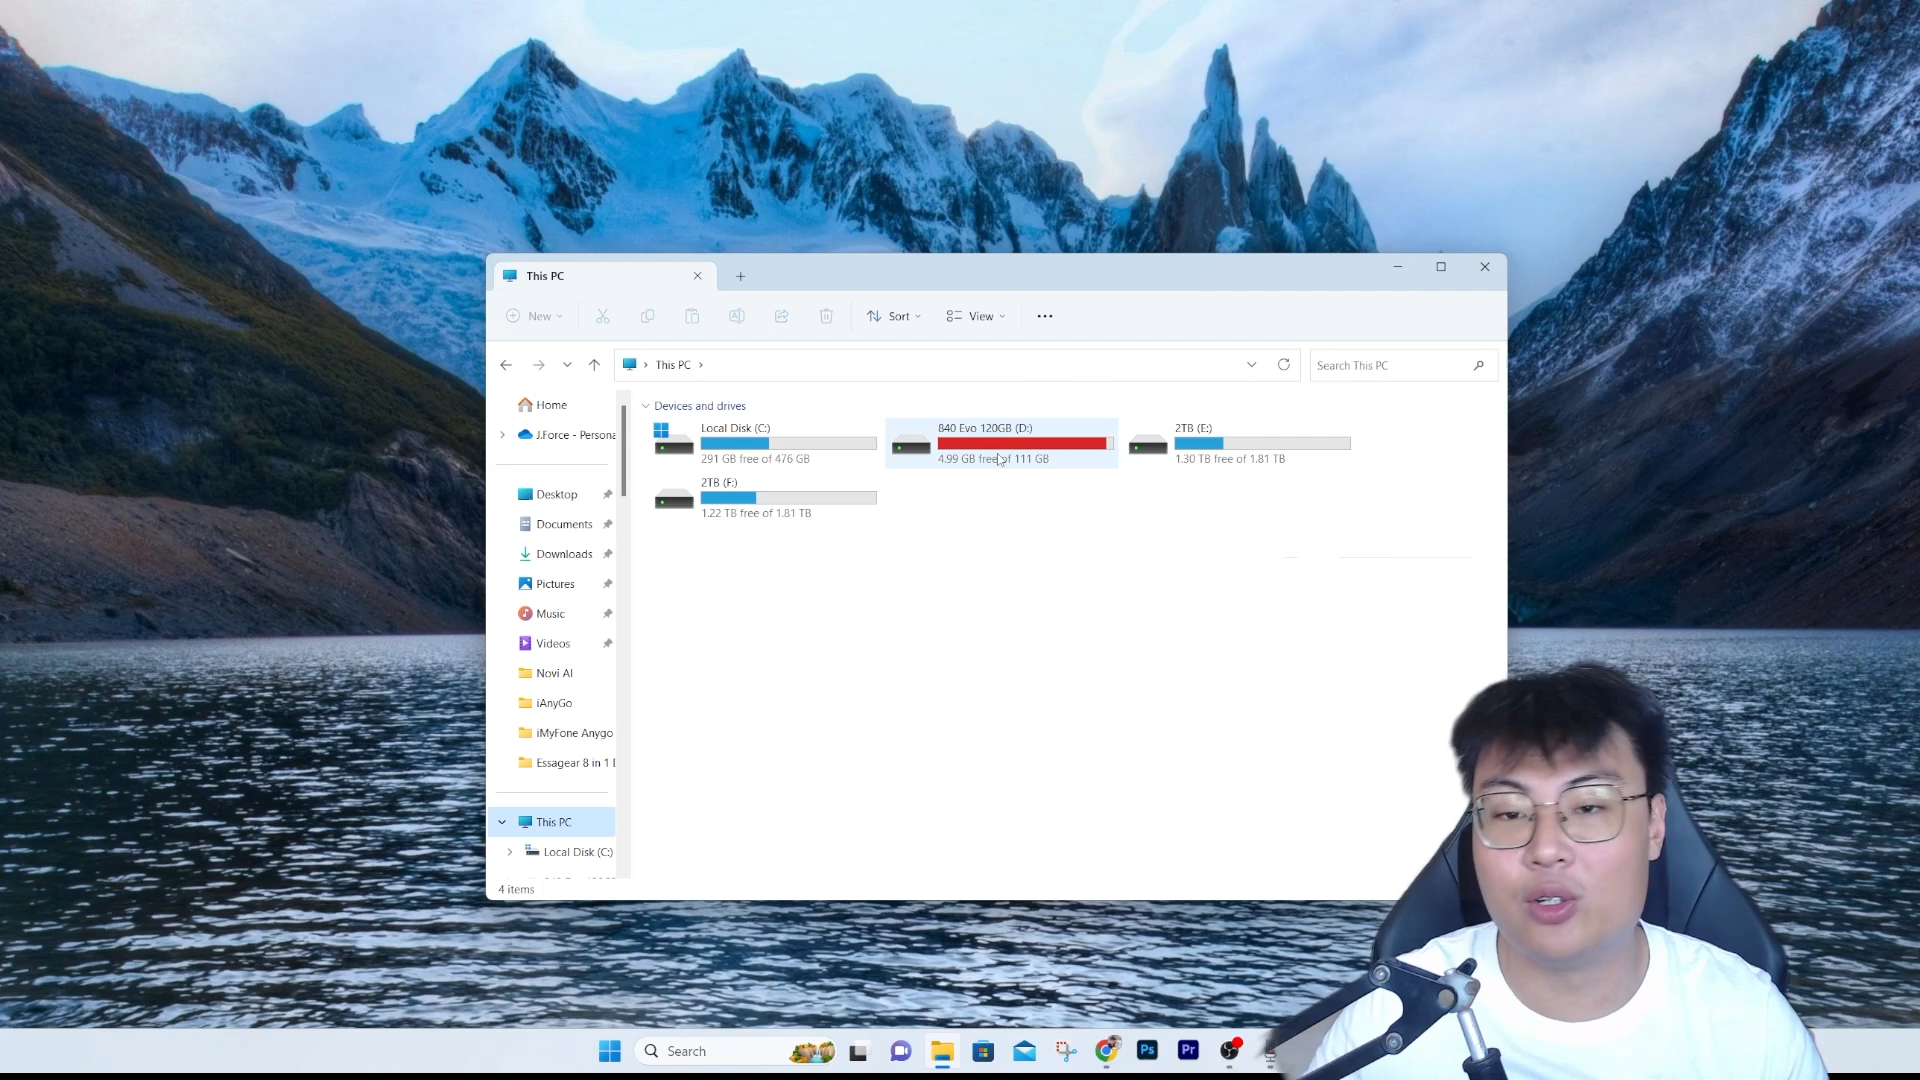 This PC
New
Sort
View
This PC
Search This PC
Home
J.Force - Persona
Desktop
Documents
Downloads
Pictures
Music
Videos
Novi AI
iAnyGo
iMyFone Anygo
Essagear 8 in 1
This PC
Local Disk (C:)
4 items
Devices and drives
Local Disk (C:)
291 GB free of 476 GB
840 Evo 120GB (D:)
4.99 GB free of 111 GB
2TB (E:)
1.30 TB free of 1.81 TB
2TB (F:)
1.22 TB free of 1.81 TB
Search
Ps
Pr